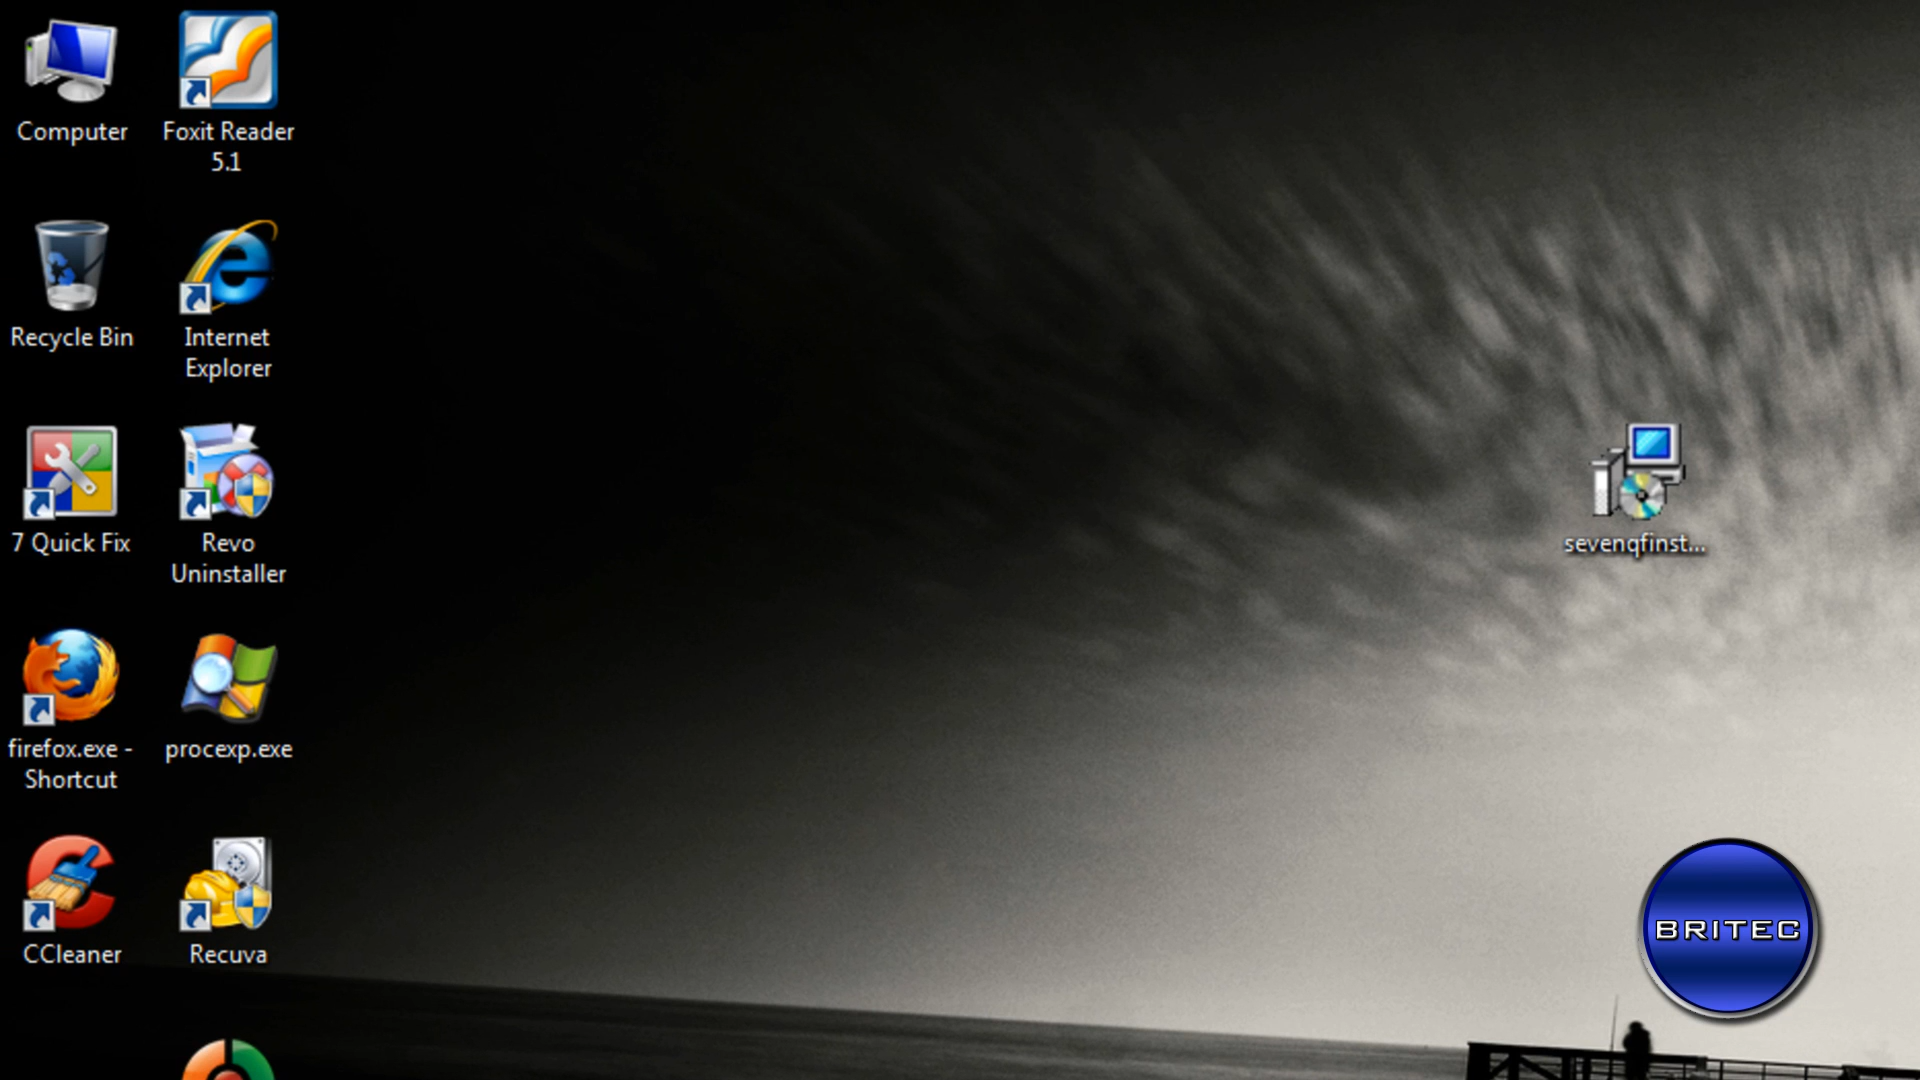 Computer
Foxit Reader
5.1
Recycle Bin
Internet
Explorer
7 Quick Fix
Revo
Uninstaller
sevenqfinst...
firefox.exe -
Shortcut
procexp.exe
CCleaner
Recuva
BRITEC